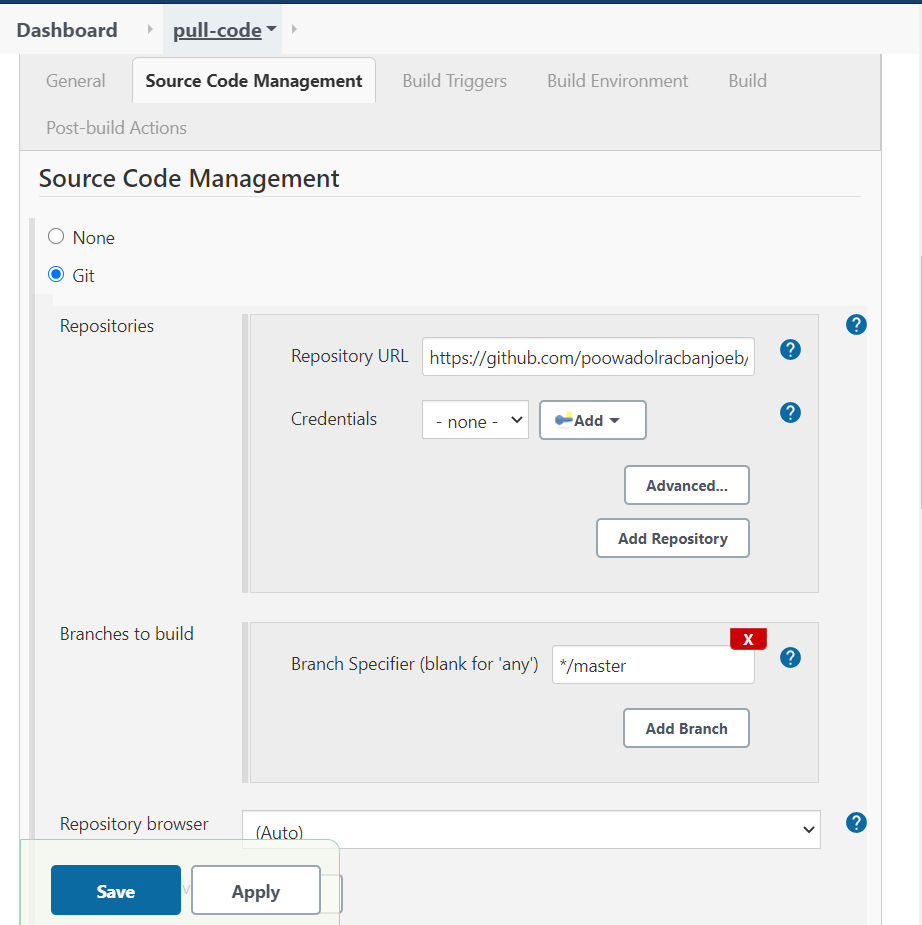 Dashboard pull-code
General Source Code Management Build Triggers Build Environment Build
Post-build Actions
Source Code Management
None
Git
Repositories
?
Repository URL https://github.com/poowadolracbanjoeb/ ?
Credentials - none - Add ?
Advanced...
Add Repository
Branches to build
X
Branch Specifier (blank for 'any') */master ?
Add Branch
Repository browser (Auto) ?
Save Apply